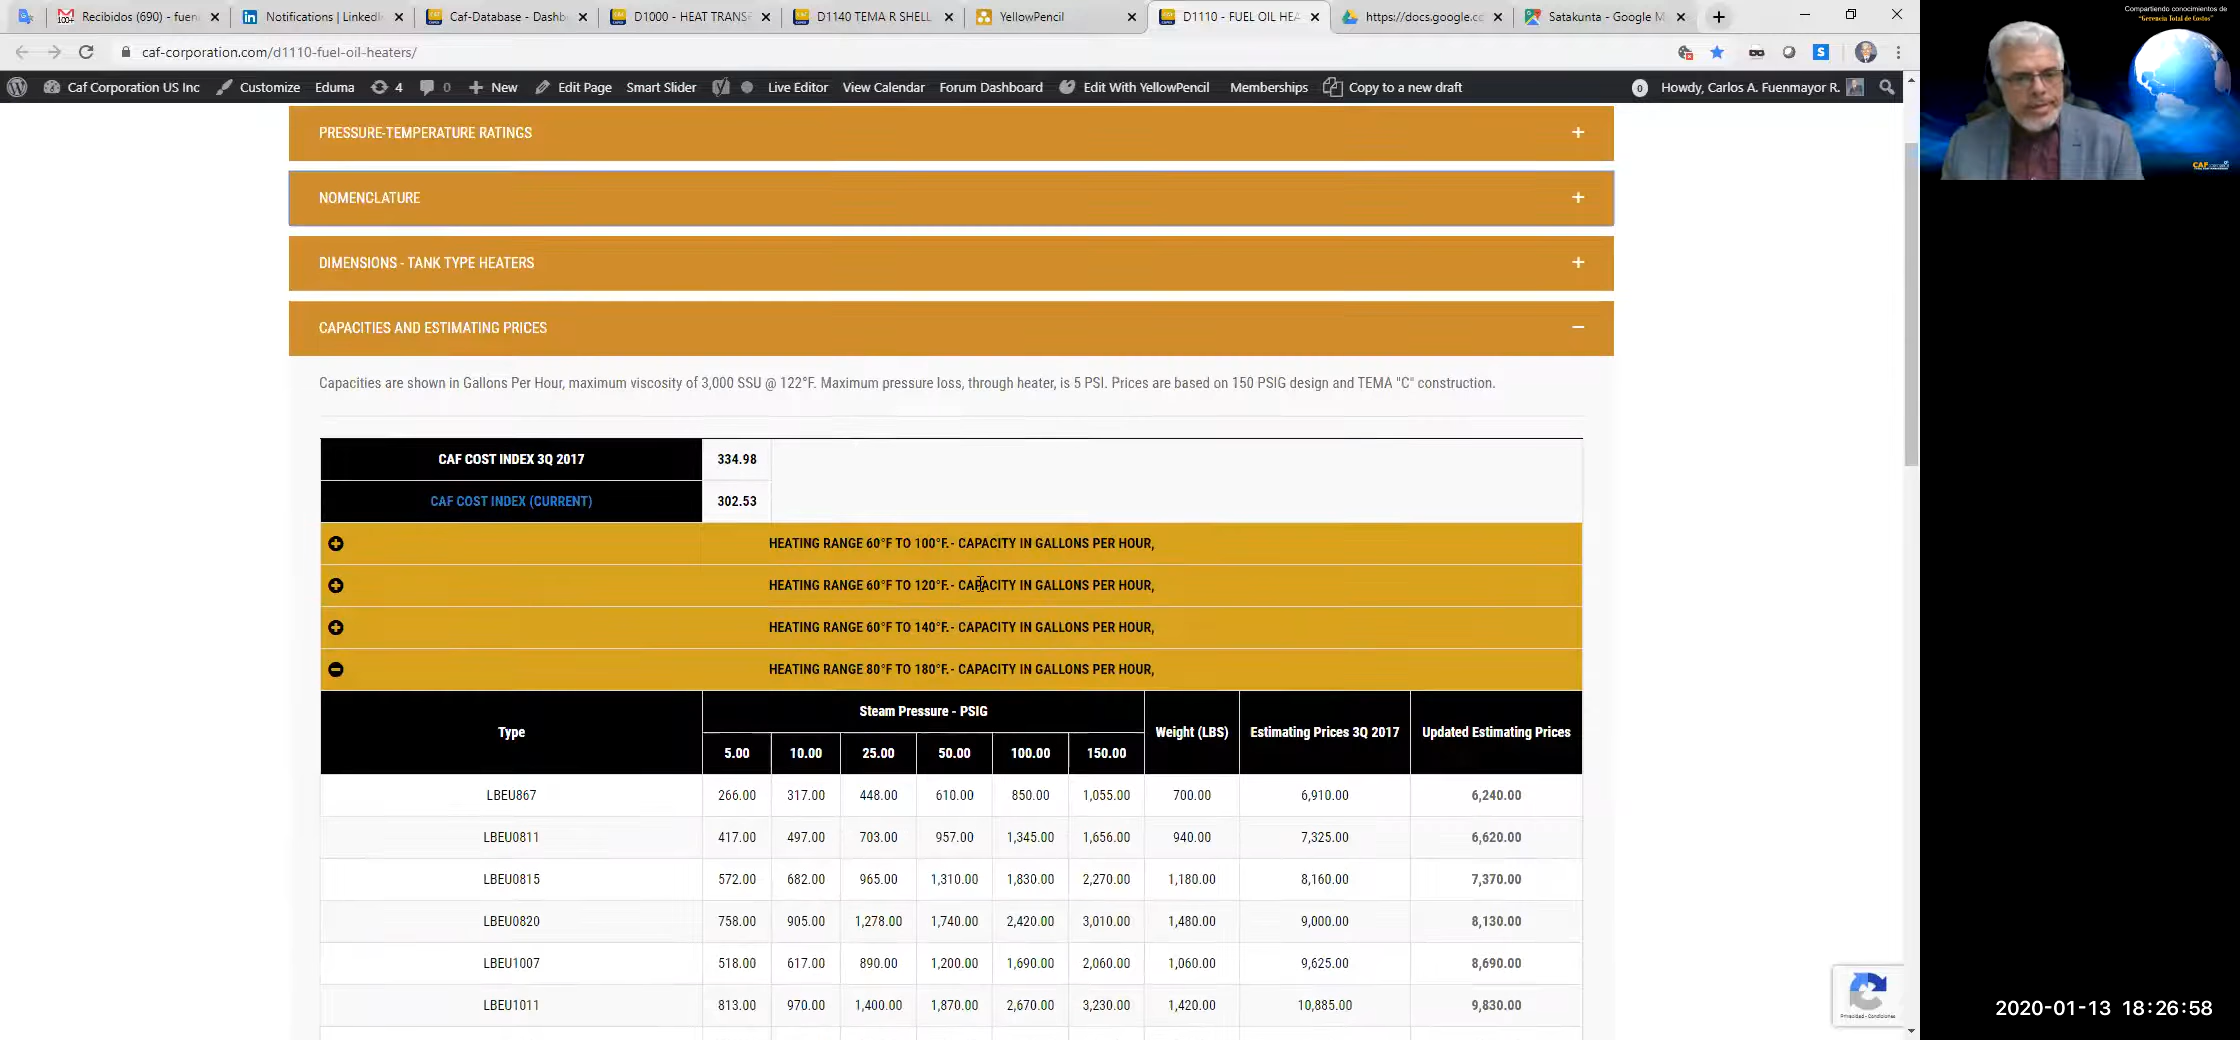 Recibidos (690) - fuen
Notifications | LinkedI
Caf-Database - Dashb
D1000 - HEAT TRANS
D1140 TEMA R SHELL
YellowPencil
D1110 - FUEL OIL HEA
https://docs.google.co
Satakunta - Google M
caf-corporation.com/d1110-fuel-oil-heaters/
Caf Corporation US Inc
Customize
Eduma
4
0
New
Edit Page
Smart Slider
Live Editor
View Calendar
Forum Dashboard
Edit With YellowPencil
Memberships
Copy to a new draft
0
Howdy, Carlos A. Fuenmayor R.
Compartiendo conocimientos de
"Gerencia Total de Costos"
CAF
PRESSURE-TEMPERATURE RATINGS
NOMENCLATURE
DIMENSIONS - TANK TYPE HEATERS
CAPACITIES AND ESTIMATING PRICES
Capacities are shown in Gallons Per Hour, maximum viscosity of 3,000 SSU @ 122°F. Maximum pressure loss, through heater, is 5 PSI. Prices are based on 150 PSIG design and TEMA "C" construction.
CAF COST INDEX 3Q 2017 334.98
CAF COST INDEX (CURRENT) 302.53
HEATING RANGE 60°F TO 100°F.- CAPACITY IN GALLONS PER HOUR,
HEATING RANGE 60°F TO 120°F.- CAPACITY IN GALLONS PER HOUR,
HEATING RANGE 60°F TO 140°F.- CAPACITY IN GALLONS PER HOUR,
HEATING RANGE 80°F TO 180°F.- CAPACITY IN GALLONS PER HOUR,
Type Steam Pressure - PSIG Weight (LBS) Estimating Prices 3Q 2017 Updated Estimating Prices
5.00 10.00 25.00 50.00 100.00 150.00
LBEU867 266.00 317.00 448.00 610.00 850.00 1,055.00 700.00 6,910.00 6,240.00
LBEU0811 417.00 497.00 703.00 957.00 1,345.00 1,656.00 940.00 7,325.00 6,620.00
LBEU0815 572.00 682.00 965.00 1,310.00 1,830.00 2,270.00 1,180.00 8,160.00 7,370.00
LBEU0820 758.00 905.00 1,278.00 1,740.00 2,420.00 3,010.00 1,480.00 9,000.00 8,130.00
LBEU1007 518.00 617.00 890.00 1,200.00 1,690.00 2,060.00 1,060.00 9,625.00 8,690.00
LBEU1011 813.00 970.00 1,400.00 1,870.00 2,670.00 3,230.00 1,420.00 10,885.00 9,830.00
Privacidad - Condiciones
2020-01-13 18:26:58